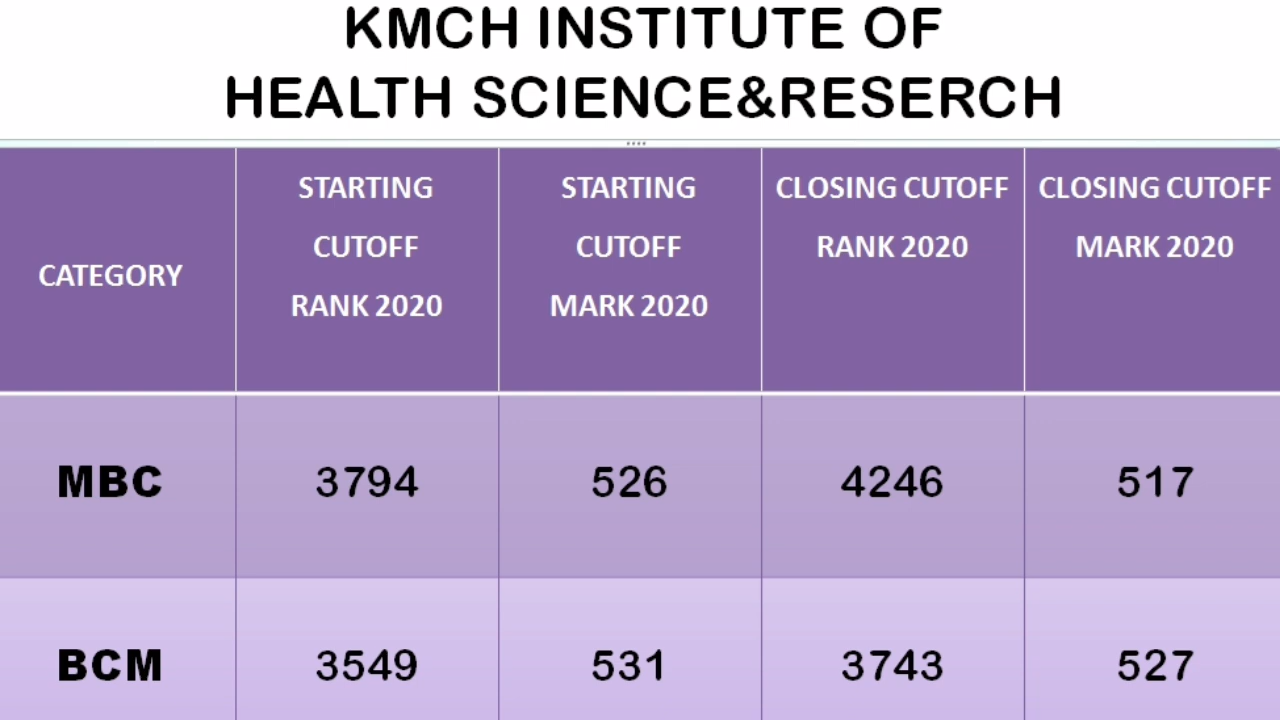 KMCH INSTITUTE OF
HEALTH SCIENCE&RESERCH
CATEGORY
STARTING CUTOFF RANK 2020
STARTING CUTOFF MARK 2020
CLOSING CUTOFF RANK 2020
CLOSING CUTOFF MARK 2020
MBC 3794 526 4246 517
BCM 3549 531 3743 527